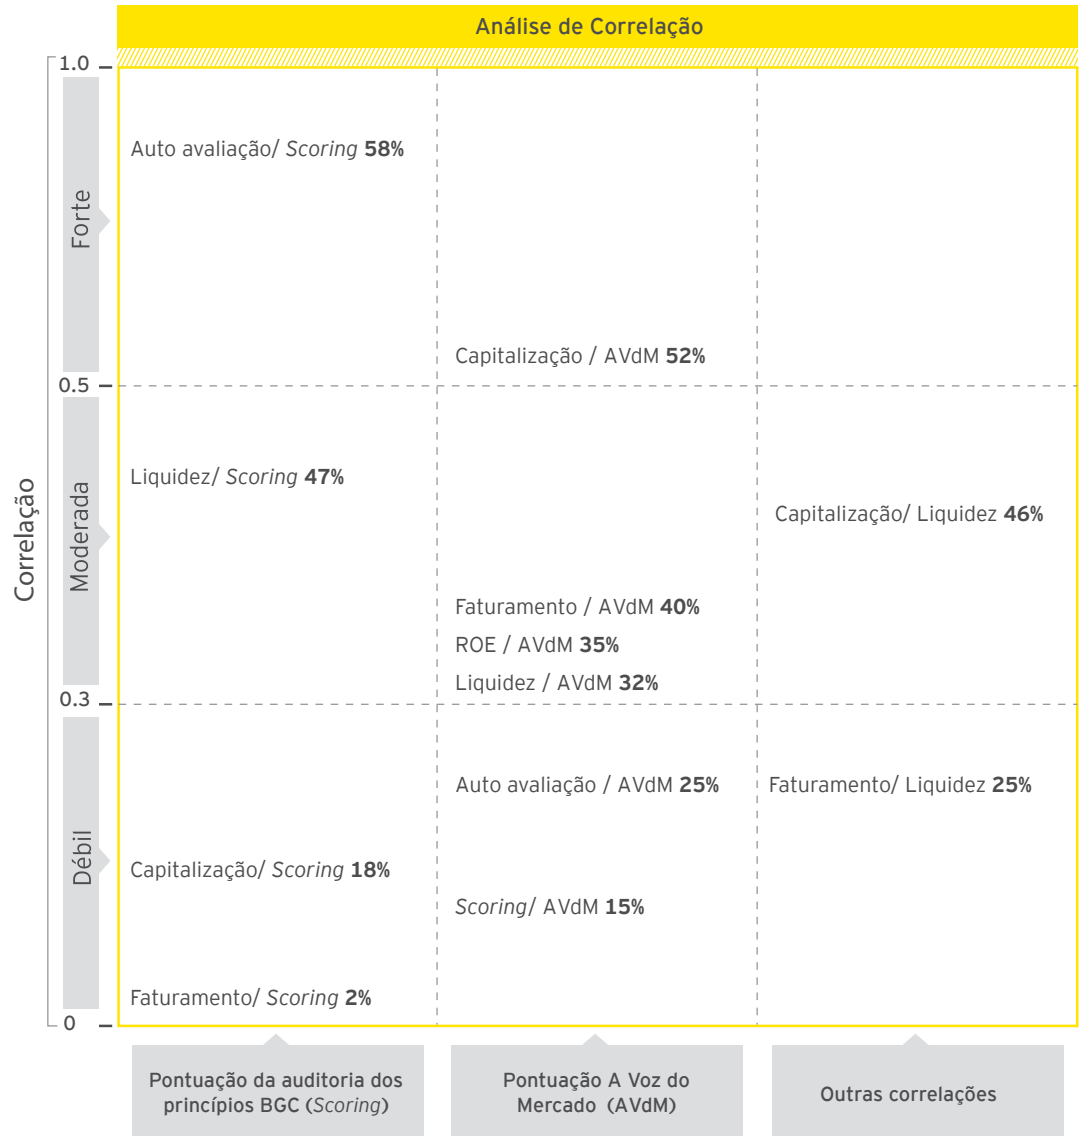 Análise de Correlação
1.0
Auto avaliação/ Scoring 58%
Forte
Capitalização / AVdM 52%
0.5
Liquidez/ Scoring 47%
Capitalização/ Liquidez 46%
Moderada
Correlação
Faturamento / AVdM 40%
ROE / AVdM 35%
Liquidez / AVdM 32%
0.3
Auto avaliação / AVdM 25%
Faturamento/ Liquidez 25%
Débil
Capitalização/ Scoring 18%
Scoring/ AVdM 15%
Faturamento/ Scoring 2%
0
Pontuação da auditoria dos
princípios BGC (Scoring)
Pontuação A Voz do
Mercado (AVdM)
Outras correlações